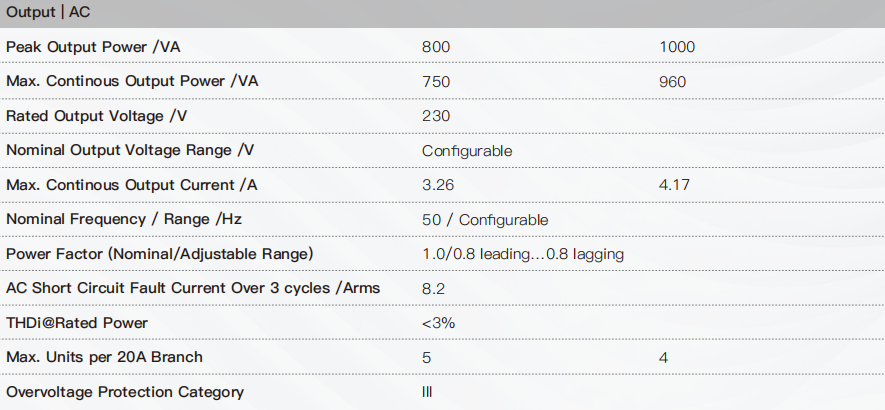 Output | AC
Peak Output Power /VA 800 1000
Max. Continous Output Power /VA 750 960
Rated Output Voltage /V 230
Nominal Output Voltage Range /V Configurable
Max. Continous Output Current /A 3.26 4.17
Nominal Frequency / Range /Hz 50 / Configurable
Power Factor (Nominal/Adjustable Range) 1.0/0.8 leading...0.8 lagging
AC Short Circuit Fault Current Over 3 cycles /Arms 8.2
THDi@Rated Power <3%
Max. Units per 20A Branch 5 4
Overvoltage Protection Category III